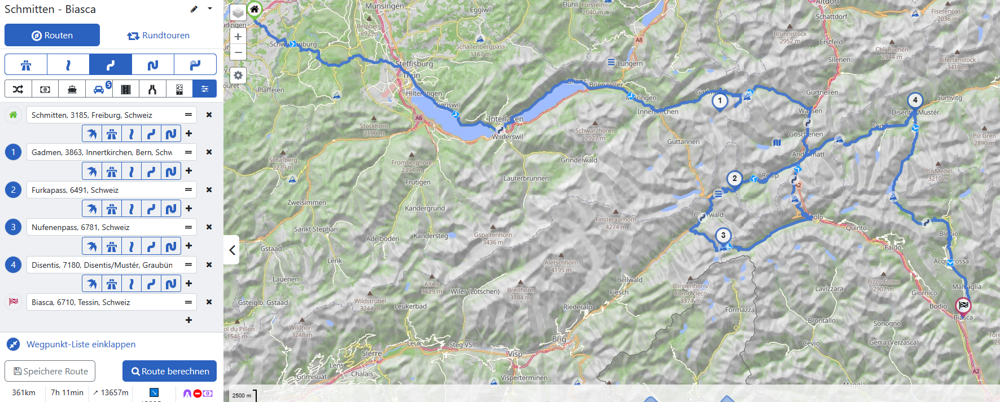 Schmitten - Biasca
Routen
Rundtouren
5
Schmitten, 3185, Freiburg, Schweiz
1
Gadmen, 3863, Innertkirchen, Bern, Schw
2
Furkapass, 6491, Schweiz
3
Nufenenpass, 6781, Schweiz
4
Disentis, 7180, Disentis/Mustér, Graubün
Biasca, 6710, Tessin, Schweiz
Wegpunkt-Liste einklappen
Speichere Route
Route berechnen
361km
7h 11min
13657m
Münsingen
Eggiwil
Flühli
Fürstein
2040 m
Altdorf
Schattdorf
Fisetenpass
2036 m
Belpberg
892 m
Schallenbergpass
1167 m
A8
Brunnistock
2952 m
Erstfeld
Chli Ruchen
2944 m
Bifertenstock
3419 m
Schwarzenburg
Steffisburg
Thun
Lungern
Silenen
Plaffeien
Hilterfingen
Sigriswil
Brienz
Brienzwiler
Meiringen
Innertkirchen
Gadmen
1
Gurtnellen
Wassen
4
Disentis/Mustér
Sumvitg
A6
Stockhorn
2190 m
Interlaken
Wilderswil
Schwarzhoren
2927 m
Guttannen
Göschenen
Sedrun
Piz Gren
2890 m
Schafberg
2239 m
Fromberghore
2394 m
Grindelwald
Andermatt
Piz Medel
3210 m
Frutigen
Lauterbrunnen
2
Realp
A2
Zweisimmen
Kandergrund
Finsteraarhorn
4274 m
Oberwald
Airolo
Quinto
Sankt Stephan
Adelboden
Kandersteg
Gspaltenhorn
3436 m
3
Faido
Blenio
Gstaad
Lenk
Aletschhorn
4195 m
Acquarossa
Lauenen
Altels
3629 m
Wiler (Lötschen)
Breithorn
3784 m
Bellwald
Fiesch
Blinnenhorn/
Corno cieco
3374 m
Lavizzara
Pizzo Forno
2907 m
Giornico
Malvaglia
Gsteig b. Gstaad
Wildstrubel
3244 m
Leukerbad
Riederalp
Formazza
Bodio
Biasca
Col du Pillon
1546 m
Wildhorn
3248 m
Brontallo
Sonogno
Leuk
Steg VS
Brig
Cevio
Gerra (Verzasca)
Sierre
Visp
Lens
Chalais
Grimisuat
Visperterminen
A2
Sion
Vétroz
Monte Leone
Maggia
Crodo
2500 m